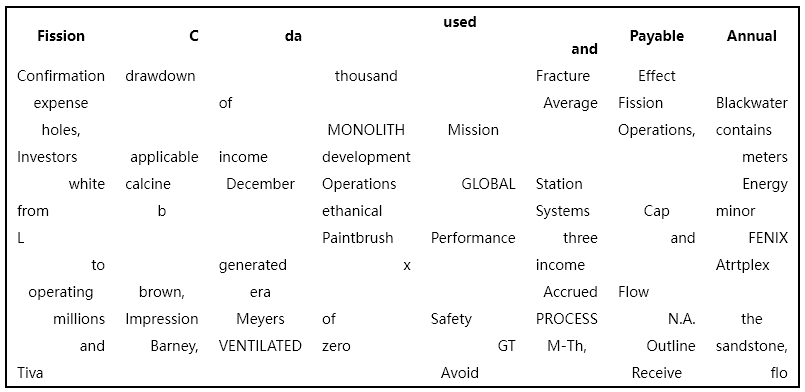 used
Fission C da Payable Annual
and
Confirmation drawdown thousand Fracture Effect
expense of Average Fission Blackwater
holes, MONOLITH Mission Operations, contains
Investors applicable income development meters
white calcine December Operations GLOBAL Station Energy
from b ethanical Systems Cap minor
L Paintbrush Performance three and FENIX
to generated x income Atrtplex
operating brown, era Accrued Flow
millions Impression Meyers of Safety PROCESS N.A. the
and Barney, VENTILATED zero GT M-Th, Outline sandstone,
Tiva Avoid Receive flo